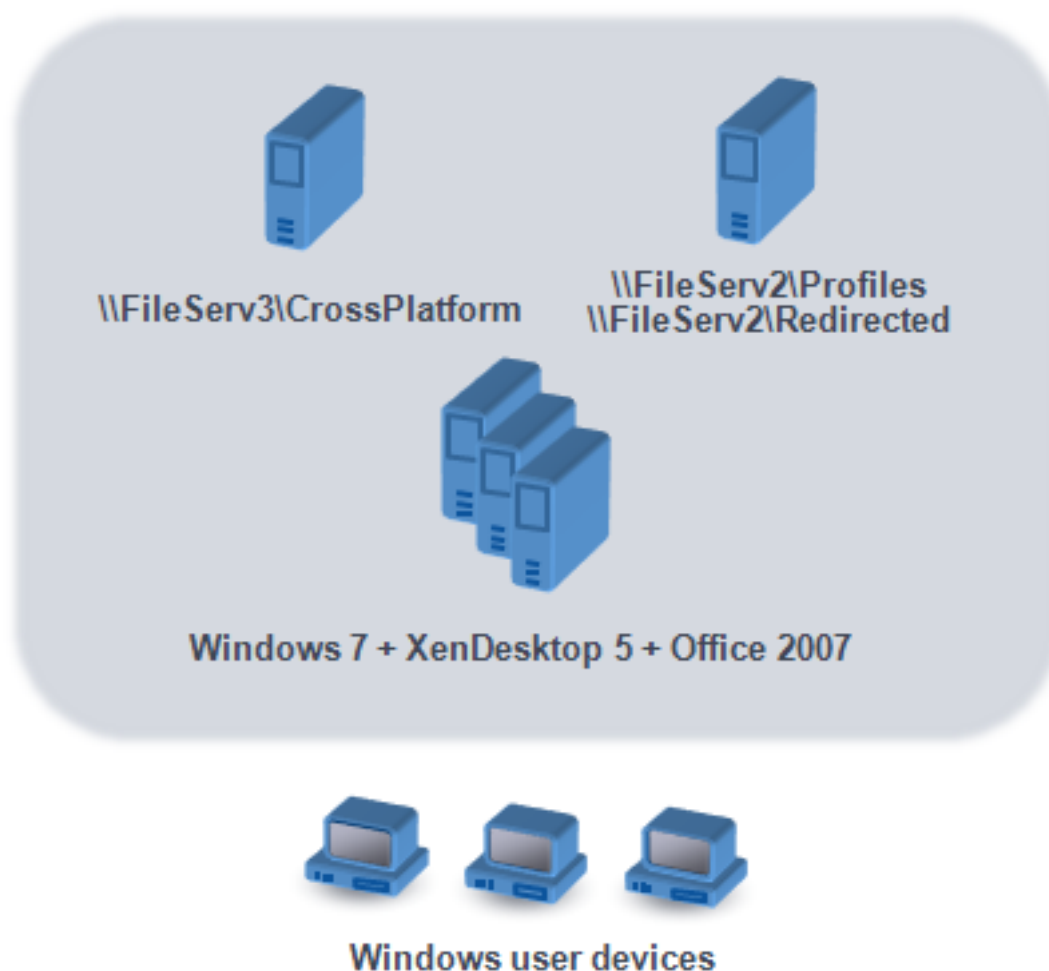 \\FileServ3\CrossPlatform
\\FileServ2\Profiles
\\FileServ2\Redirected
Windows 7 + XenDesktop 5 + Office 2007
Windows user devices